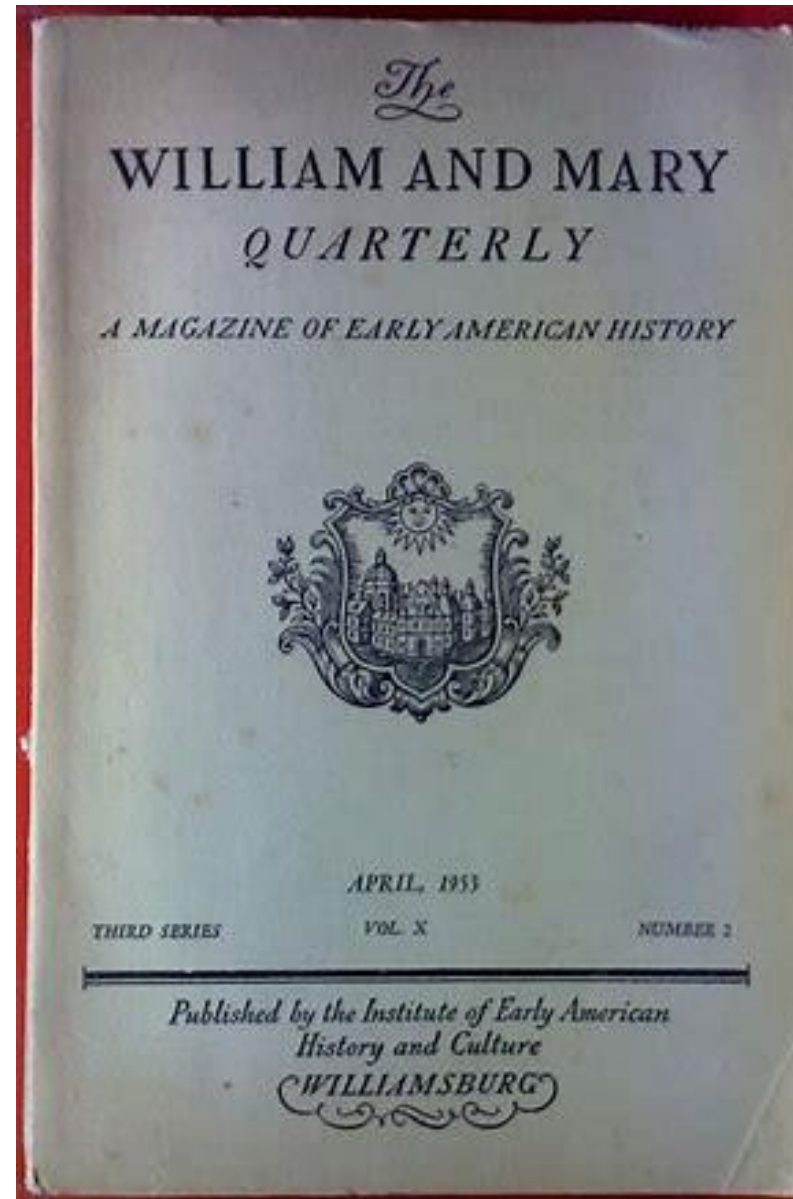 The
WILLIAM AND MARY
QUARTERLY
A MAGAZINE OF EARLY AMERICAN HISTORY
APRIL, 1953
THIRD SERIES VOL. X NUMBER 2
Published by the Institute of Early American
History and Culture
WILLIAMSBURG